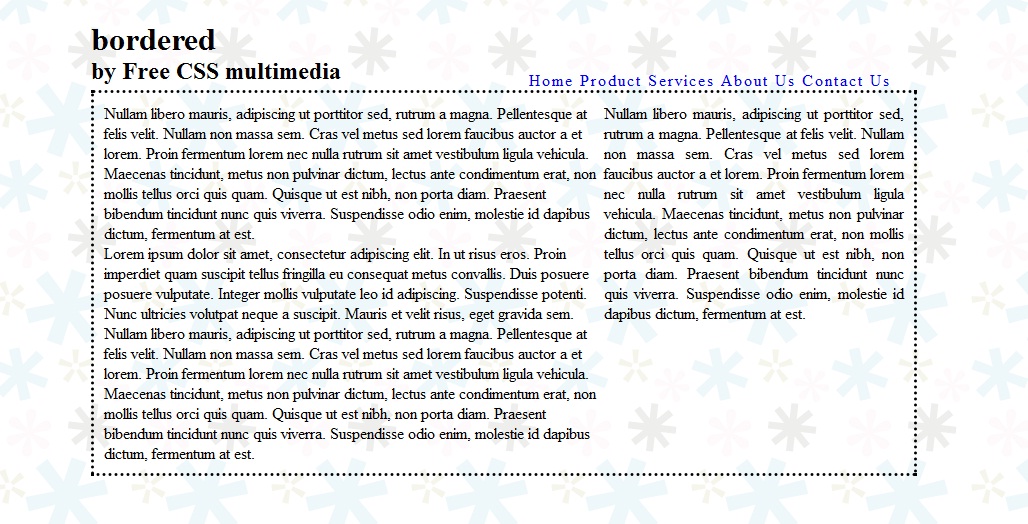 bordered
by Free CSS multimedia
Home Product Services About Us Contact Us
Nullam libero mauris, adipiscing ut porttitor sed, rutrum a magna. Pellentesque at
felis velit. Nullam non massa sem. Cras vel metus sed lorem faucibus auctor a et
lorem. Proin fermentum lorem nec nulla rutrum sit amet vestibulum ligula vehicula.
Maecenas tincidunt, metus non pulvinar dictum, lectus ante condimentum erat, non
mollis tellus orci quis quam. Quisque ut est nibh, non porta diam. Praesent
bibendum tincidunt nunc quis viverra. Suspendisse odio enim, molestie id dapibus
dictum, fermentum at est.
Lorem ipsum dolor sit amet, consectetur adipiscing elit. In ut risus eros. Proin
imperdiet quam suscipit tellus fringilla eu consequat metus convallis. Duis posuere
posuere vulputate. Integer mollis vulputate leo id adipiscing. Suspendisse potenti.
Nunc ultricies volutpat neque a suscipit. Mauris et velit risus, eget gravida sem.
Nullam libero mauris, adipiscing ut porttitor sed, rutrum a magna. Pellentesque at
felis velit. Nullam non massa sem. Cras vel metus sed lorem faucibus auctor a et
lorem. Proin fermentum lorem nec nulla rutrum sit amet vestibulum ligula vehicula.
Maecenas tincidunt, metus non pulvinar dictum, lectus ante condimentum erat, non
mollis tellus orci quis quam. Quisque ut est nibh, non porta diam. Praesent
bibendum tincidunt nunc quis viverra. Suspendisse odio enim, molestie id dapibus
dictum, fermentum at est.
Nullam libero mauris, adipiscing ut porttitor sed,
rutrum a magna. Pellentesque at felis velit. Nullam
non massa sem. Cras vel metus sed lorem
faucibus auctor a et lorem. Proin fermentum lorem
nec nulla rutrum sit amet vestibulum ligula
vehicula. Maecenas tincidunt, metus non pulvinar
dictum, lectus ante condimentum erat, non mollis
tellus orci quis quam. Quisque ut est nibh, non
porta diam. Praesent bibendum tincidunt nunc
quis viverra. Suspendisse odio enim, molestie id
dapibus dictum, fermentum at est.